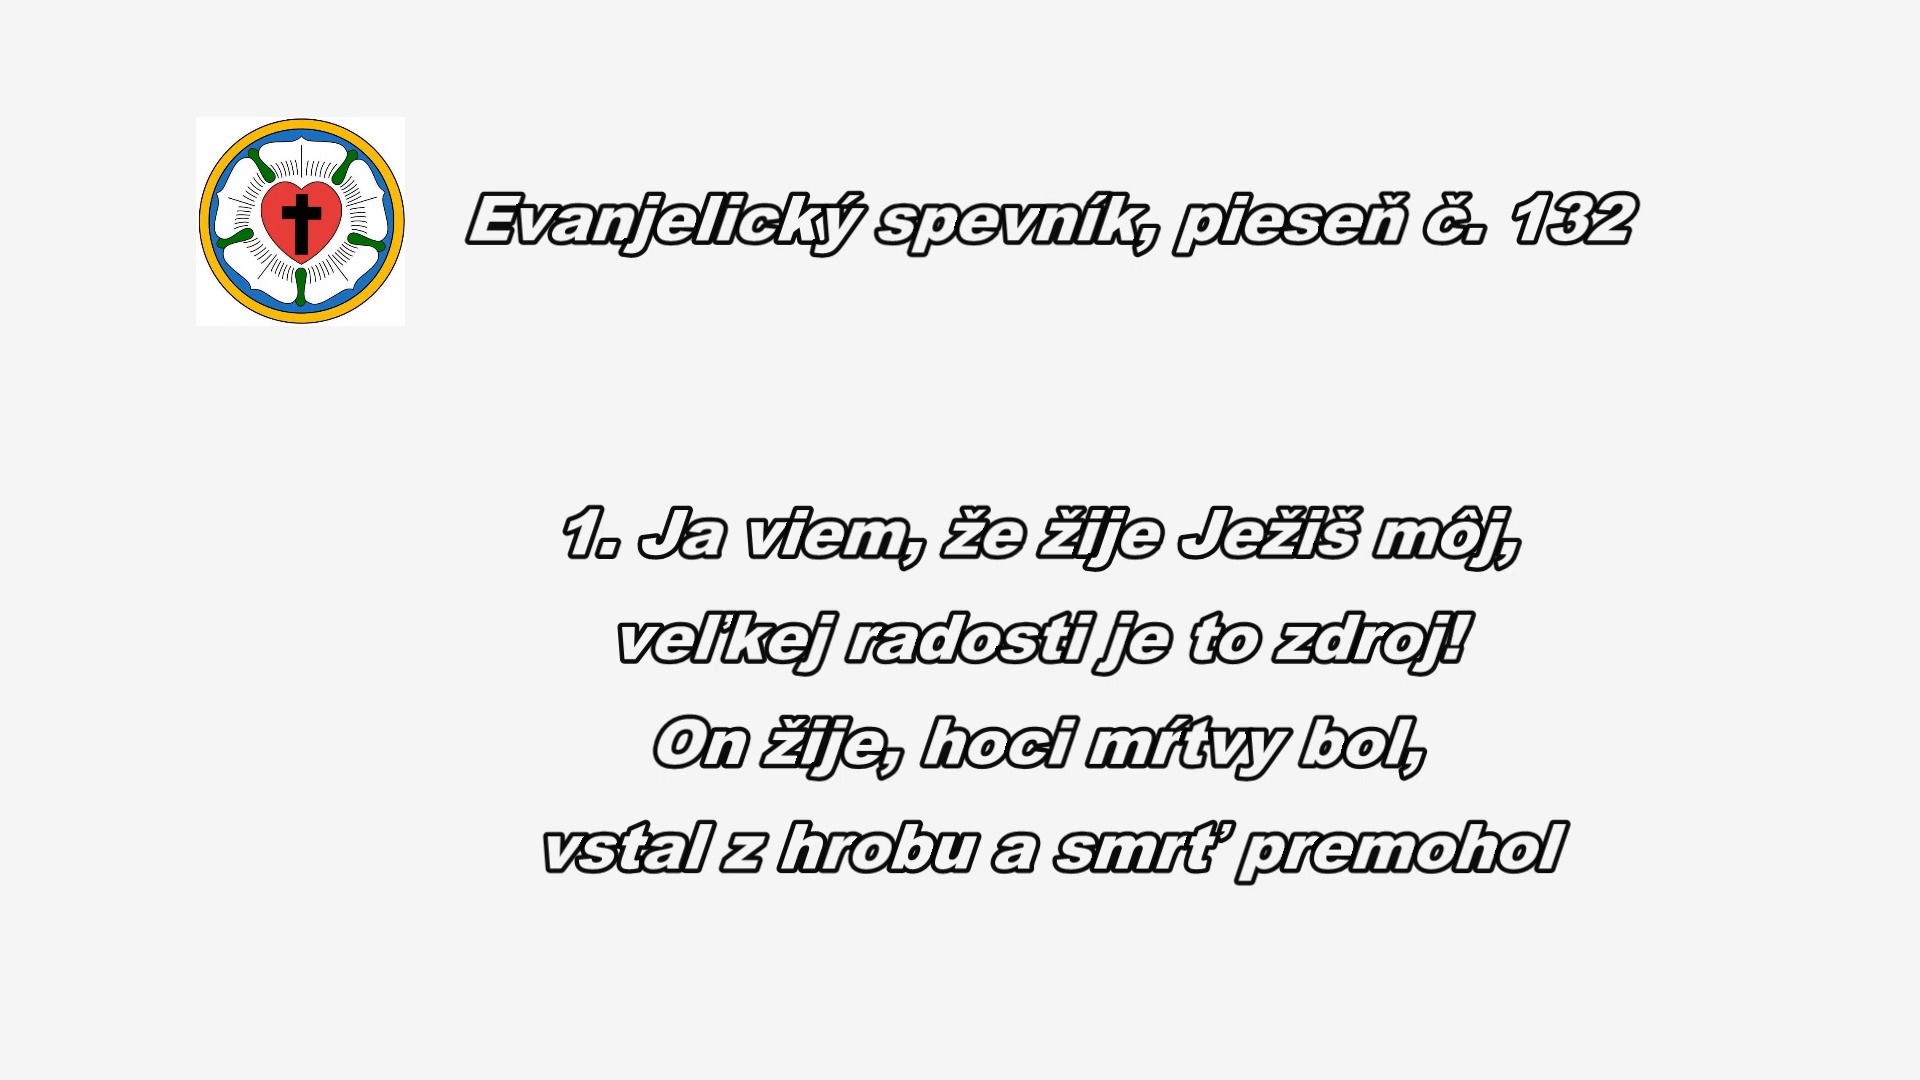 Evanjelický spevník, pieseň č. 132
1. Ja viem, že žije Ježiš môj,
veľkej radosti je to zdroj!
On žije, hoci mŕtvy bol,
vstal z hrobu a smrť premohol